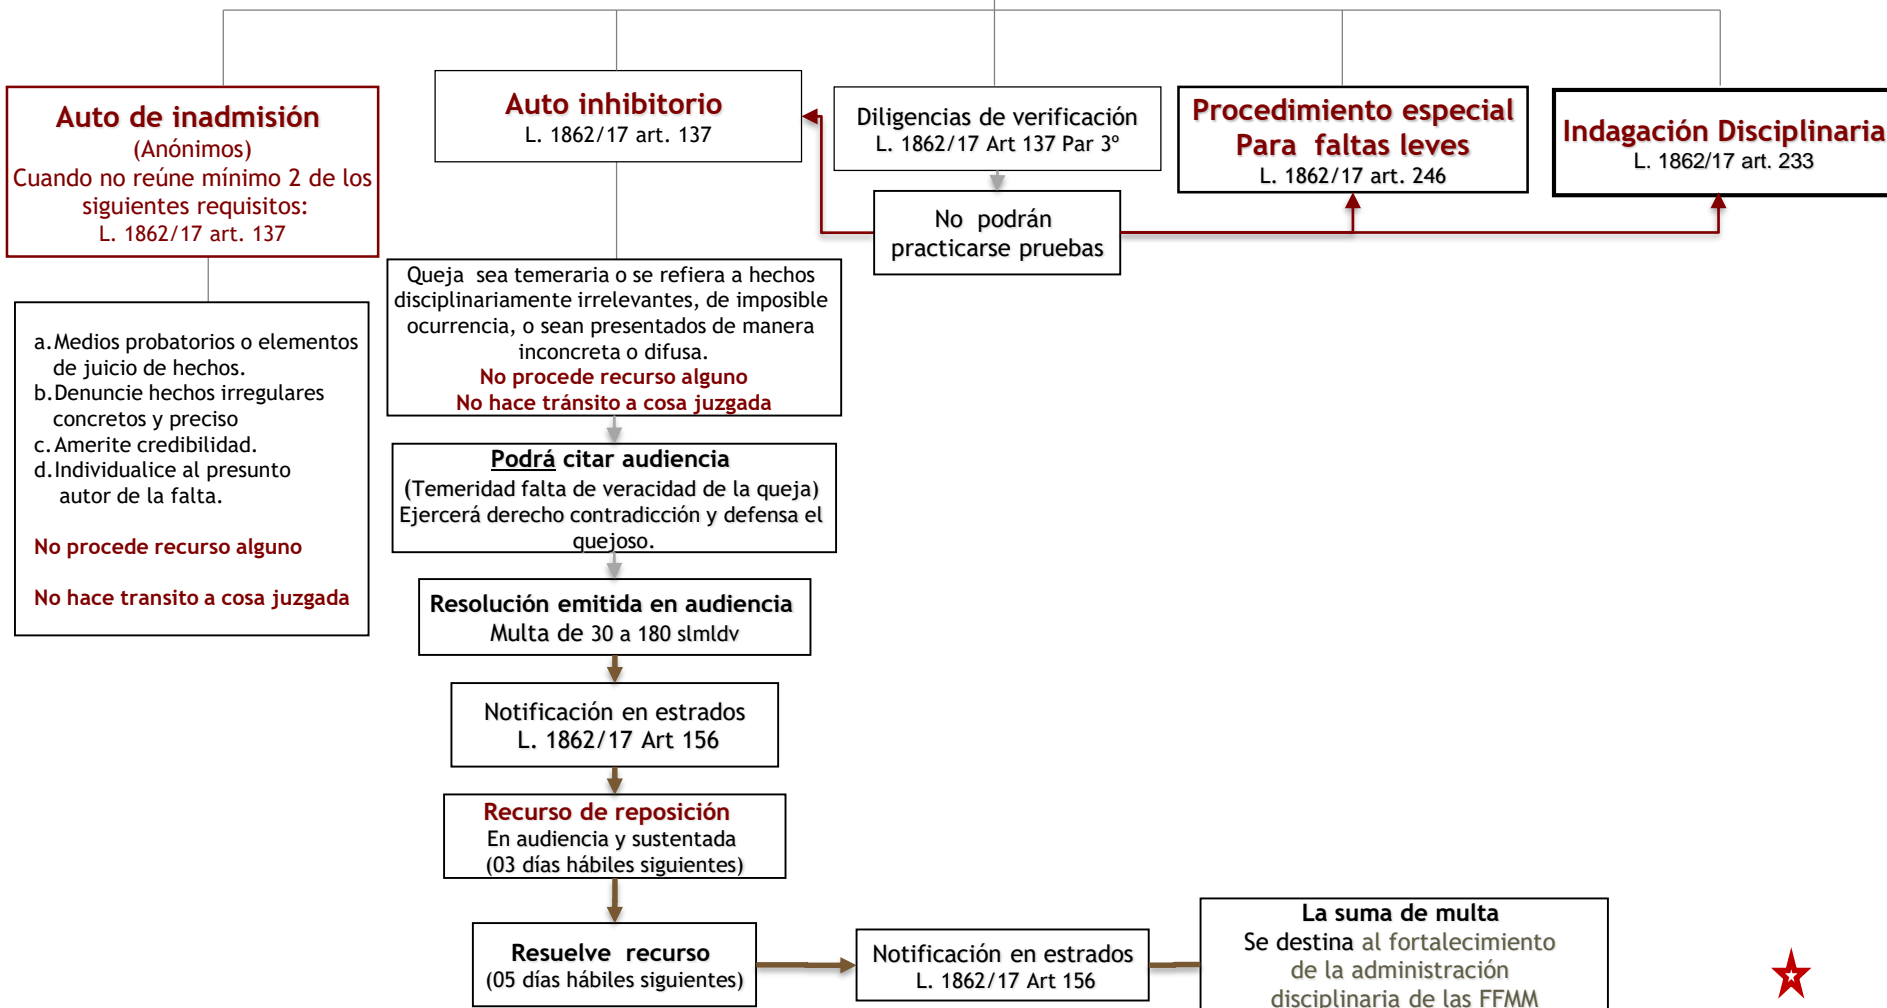 Auto de inadmisión
(Anónimos)
Cuando no reúne mínimo 2 de los
siguientes requisitos:
L. 1862/17 art. 137
a.Medios probatorios o elementos
de juicio de hechos.
b.Denuncie hechos irregulares
concretos y preciso
c. Amerite credibilidad.
d.Individualice al presunto
autor de la falta.
No procede recurso alguno
No hace transito a cosa juzgada
Auto inhibitorio
L. 1862/17 art. 137
Queja sea temeraria o se refiera a hechos
disciplinariamente irrelevantes, de imposible
ocurrencia, o sean presentados de manera
inconcreta o difusa.
No procede recurso alguno
No hace tránsito a cosa juzgada
Podrá citar audiencia
(Temeridad falta de veracidad de la queja)
Ejercerá derecho contradicción y defensa el
quejoso.
Resolución emitida en audiencia
Multa de 30 a 180 slmldv
Notificación en estrados
L. 1862/17 Art 156
Recurso de reposición
En audiencia y sustentada
(03 días hábiles siguientes)
Resuelve recurso
(05 días hábiles siguientes)
Notificación en estrados
L. 1862/17 Art 156
La suma de multa
Se destina al fortalecimiento
de la administración
disciplinaria de las FFMM
Diligencias de verificación
L. 1862/17 Art 137 Par 3º
No podrán
practicarse pruebas
Procedimiento especial
Para faltas leves
L. 1862/17 art. 246
Indagación Disciplinaria
L. 1862/17 art. 233